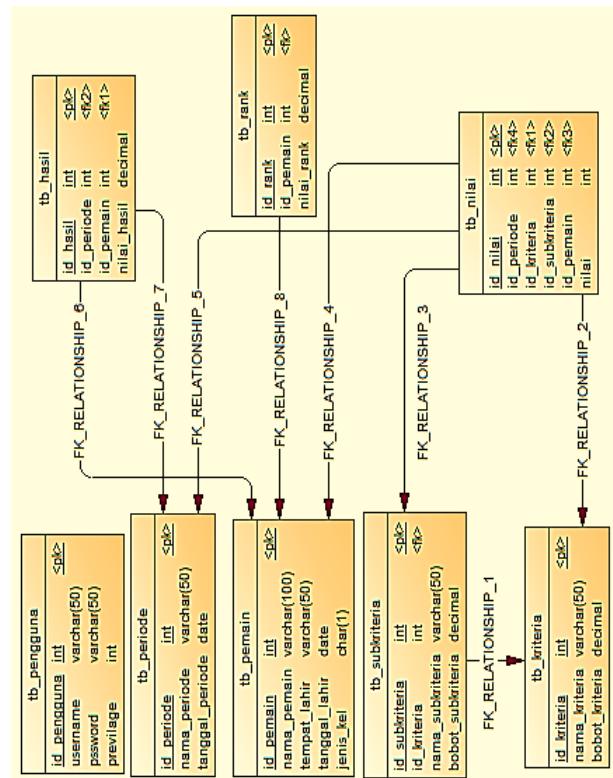 tb_pengguna
id_pengguna int <pk>
username varchar(50)
pssword varchar(50)
previlage int
tb_hasil
id_hasil int <pk>
id_periode int <fk2>
id_pemain int <fk1>
nilai_hasil decimal
FK_RELATIONSHIP_6
FK_RELATIONSHIP_7
FK_RELATIONSHIP_5
tb_periode
id_periode int <pk>
nama_periode varchar(50)
tanggal_periode date
tb_rank
id_rank int <pk>
id_pemain int <fk>
nilai_rank decimal
FK_RELATIONSHIP_8
FK_RELATIONSHIP_4
tb_pemain
id_pemain int <pk>
nama_pemain varchar(100)
tempat_lahir varchar(50)
tanggal_lahir date
jenis_kel char(1)
FK_RELATIONSHIP_3
tb_subkriteria
id_subkriteria int <pk>
id_kriteria int <fk>
nama_subkriteria varchar(50)
bobot_subkriteria decimal
tb_nilai
id_nilai int <pk>
id_periode int <fk4>
id_kriteria int <fk1>
id_subkriteria int <fk2>
id_pemain int <fk3>
nilai int
FK_RELATIONSHIP_1
FK_RELATIONSHIP_2
tb_kriteria
id_kriteria int <pk>
nama_kriteria varchar(50)
bobot_kriteria decimal